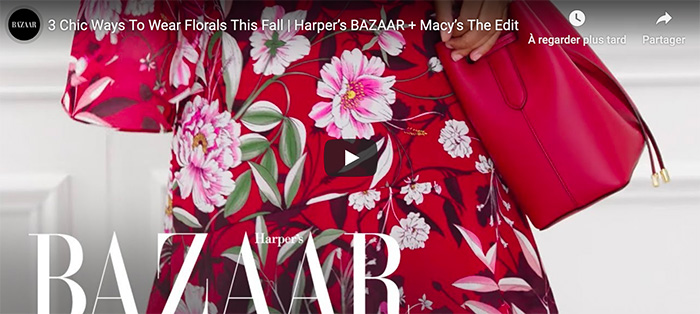 BAZAAR
3 Chic Ways To Wear Florals This Fall | Harper's BAZAAR + Macy's The Edit
À regarder plus tard
Partager
Harper's
BAZAAR